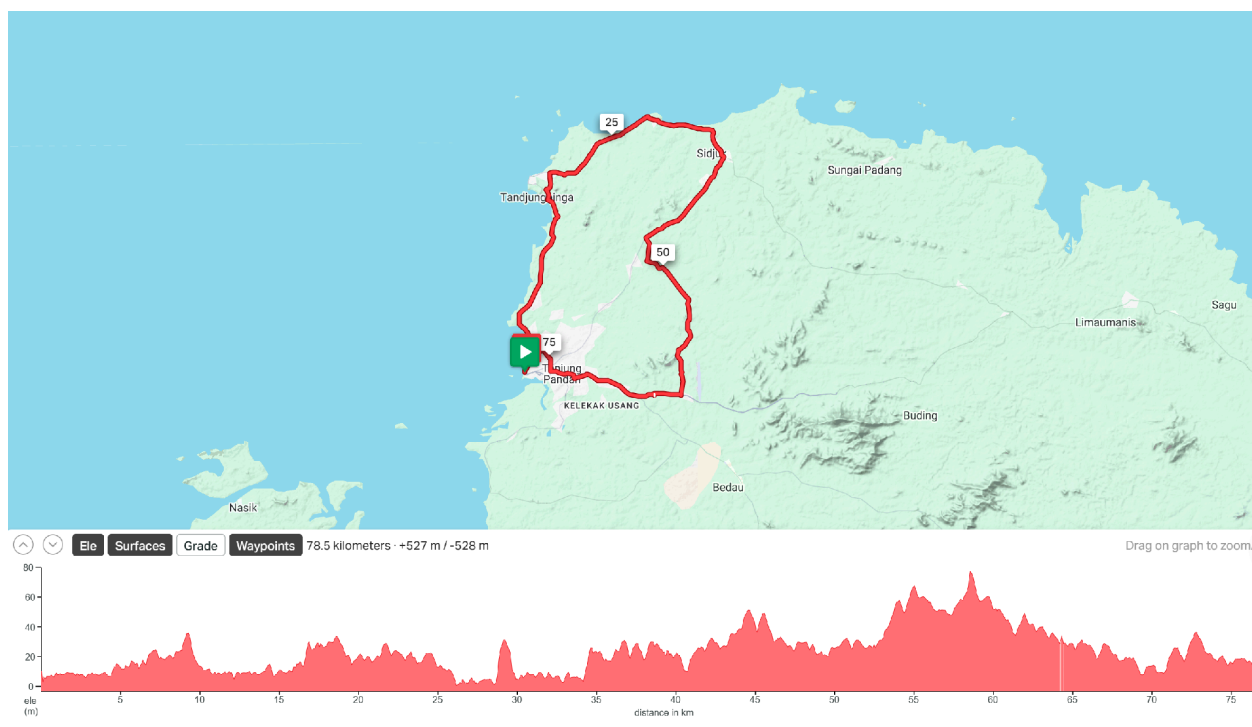 25
Sidju
Sungai Padang
Tandjung inga
50
Sagu
Limaumanis
75
Tanjung
Pandan
KELEKAK USANG
Buding
Bedau
Nasik
Ele Surfaces Grade Waypoints 78.5 kilometers · +527 m / -528 m Drag on graph to zoom.
80
60
40
20
0
ele
(m)
5 10 15 20 25 30 35 40 45 50 55 60 65 70 75
distance in km